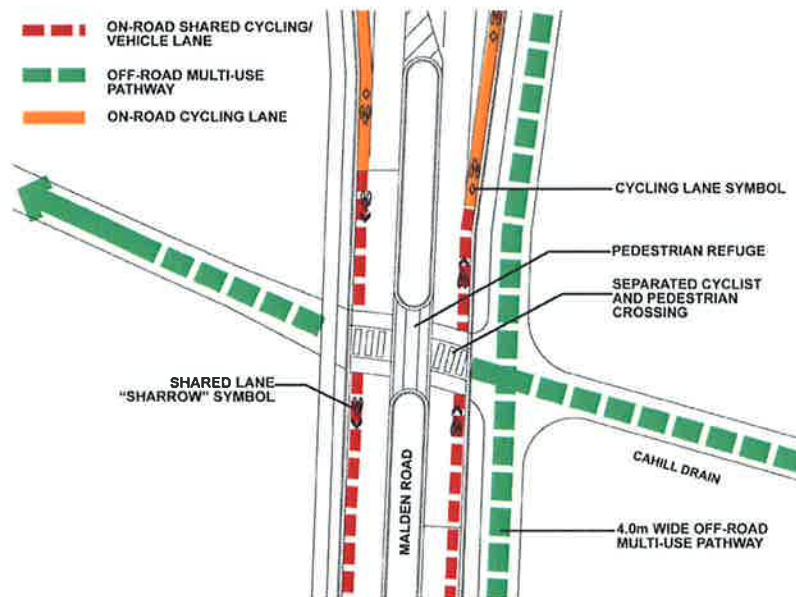 ON-ROAD SHARED CYCLING/
VEHICLE LANE
OFF-ROAD MULTI-USE
PATHWAY
ON-ROAD CYCLING LANE
CYCLING LANE SYMBOL
PEDESTRIAN REFUGE
SEPARATED CYCLIST
AND PEDESTRIAN
CROSSING
SHARED LANE
"SHARROW" SYMBOL
MALDEN ROAD
CAHILL DRAIN
4.0m WIDE OFF-ROAD
MULTI-USE PATHWAY